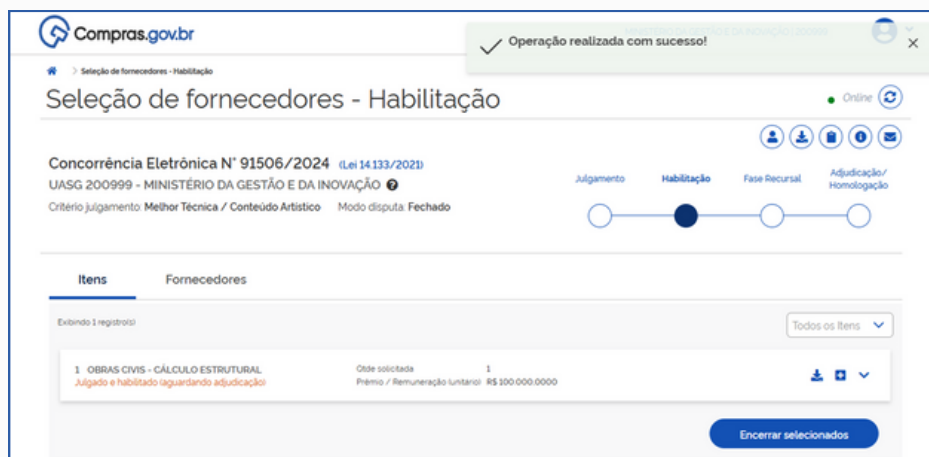 Compras.gov.br
Operação realizada com sucesso!
Seleção de fornecedores - Habilitação
Seleção de fornecedores - Habilitação
Online
Concorrência Eletrônica N° 91506/2024 (Lei 14.133/2021)
UASG 200999 - MINISTÉRIO DA GESTÃO E DA INOVAÇÃO
Critério julgamento: Melhor Técnica / Conteúdo Artístico Modo disputa: Fechado
Julgamento Habilitação Fase Recursal Adjudicação/
Homologação
Itens Fornecedores
Exibindo 1 registro(s)
Todos os Itens
1 OBRAS CIVIS - CÁLCULO ESTRUTURAL
Julgado e habilitado (aguardando adjudicação)
Qtde solicitada 1
Prêmio / Remuneração (unitário) R$ 100.000,0000
Encerrar selecionados